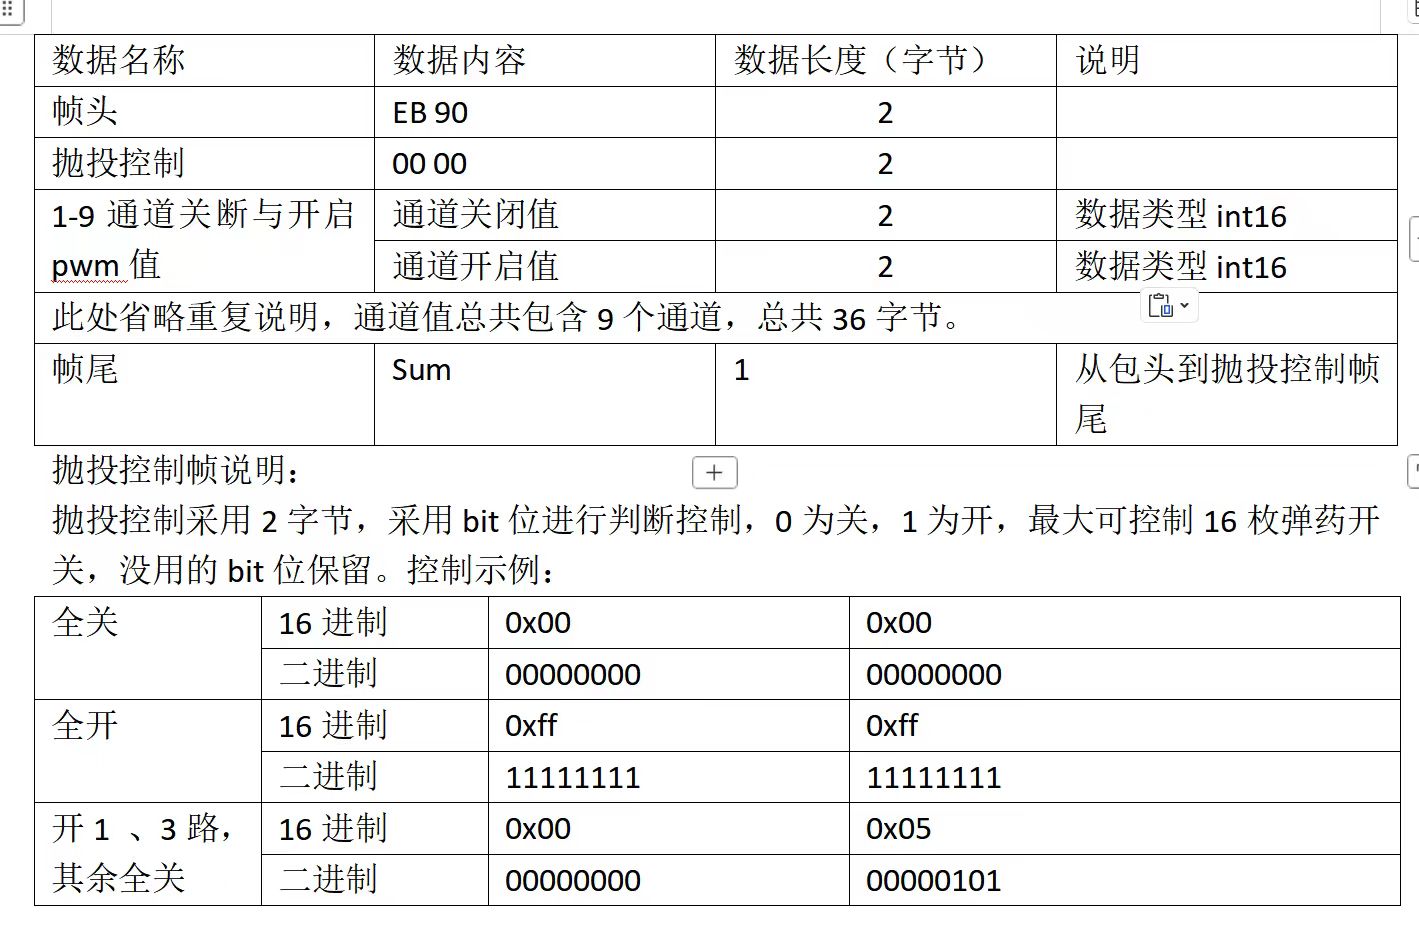 数据名称 数据内容 数据长度（字节） 说明
帧头 EB 90 2
抛投控制 00 00 2
1-9 通道关断与开启 通道关闭值 2 数据类型 int16
pwm 值 通道开启值 2 数据类型 int16
此处省略重复说明，通道值总共包含 9 个通道，总共 36 字节。
帧尾 Sum 1 从包头到抛投控制帧
尾
抛投控制帧说明：
抛投控制采用 2 字节，采用 bit 位进行判断控制，0 为关，1 为开，最大可控制 16 枚弹药开
关，没用的 bit 位保留。控制示例：
全关 16 进制 0x00 0x00
二进制 00000000 00000000
全开 16 进制 0xff 0xff
二进制 11111111 11111111
开 1 、3 路， 16 进制 0x00 0x05
其余全关 二进制 00000000 00000101